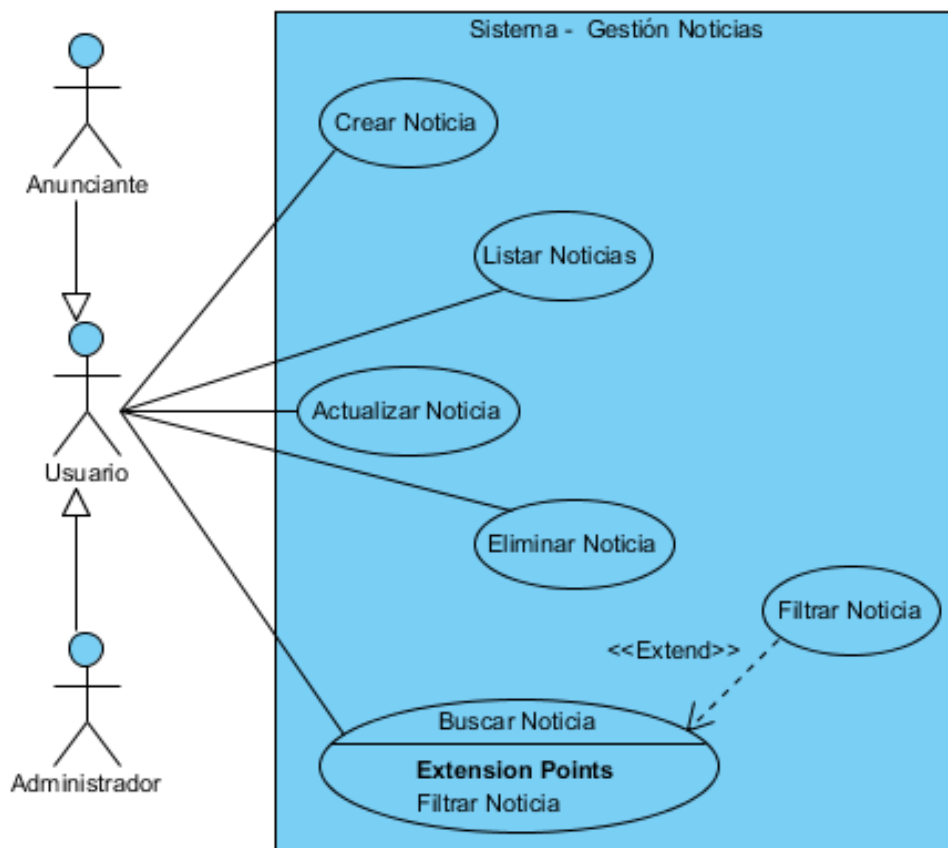 Sistema - Gestión Noticias
Crear Noticia
Anunciante
Listar Noticias
Actualizar Noticia
Usuario
Eliminar Noticia
Filtrar Noticia
<<Extend>>
Buscar Noticia
Extension Points
Filtrar Noticia
Administrador